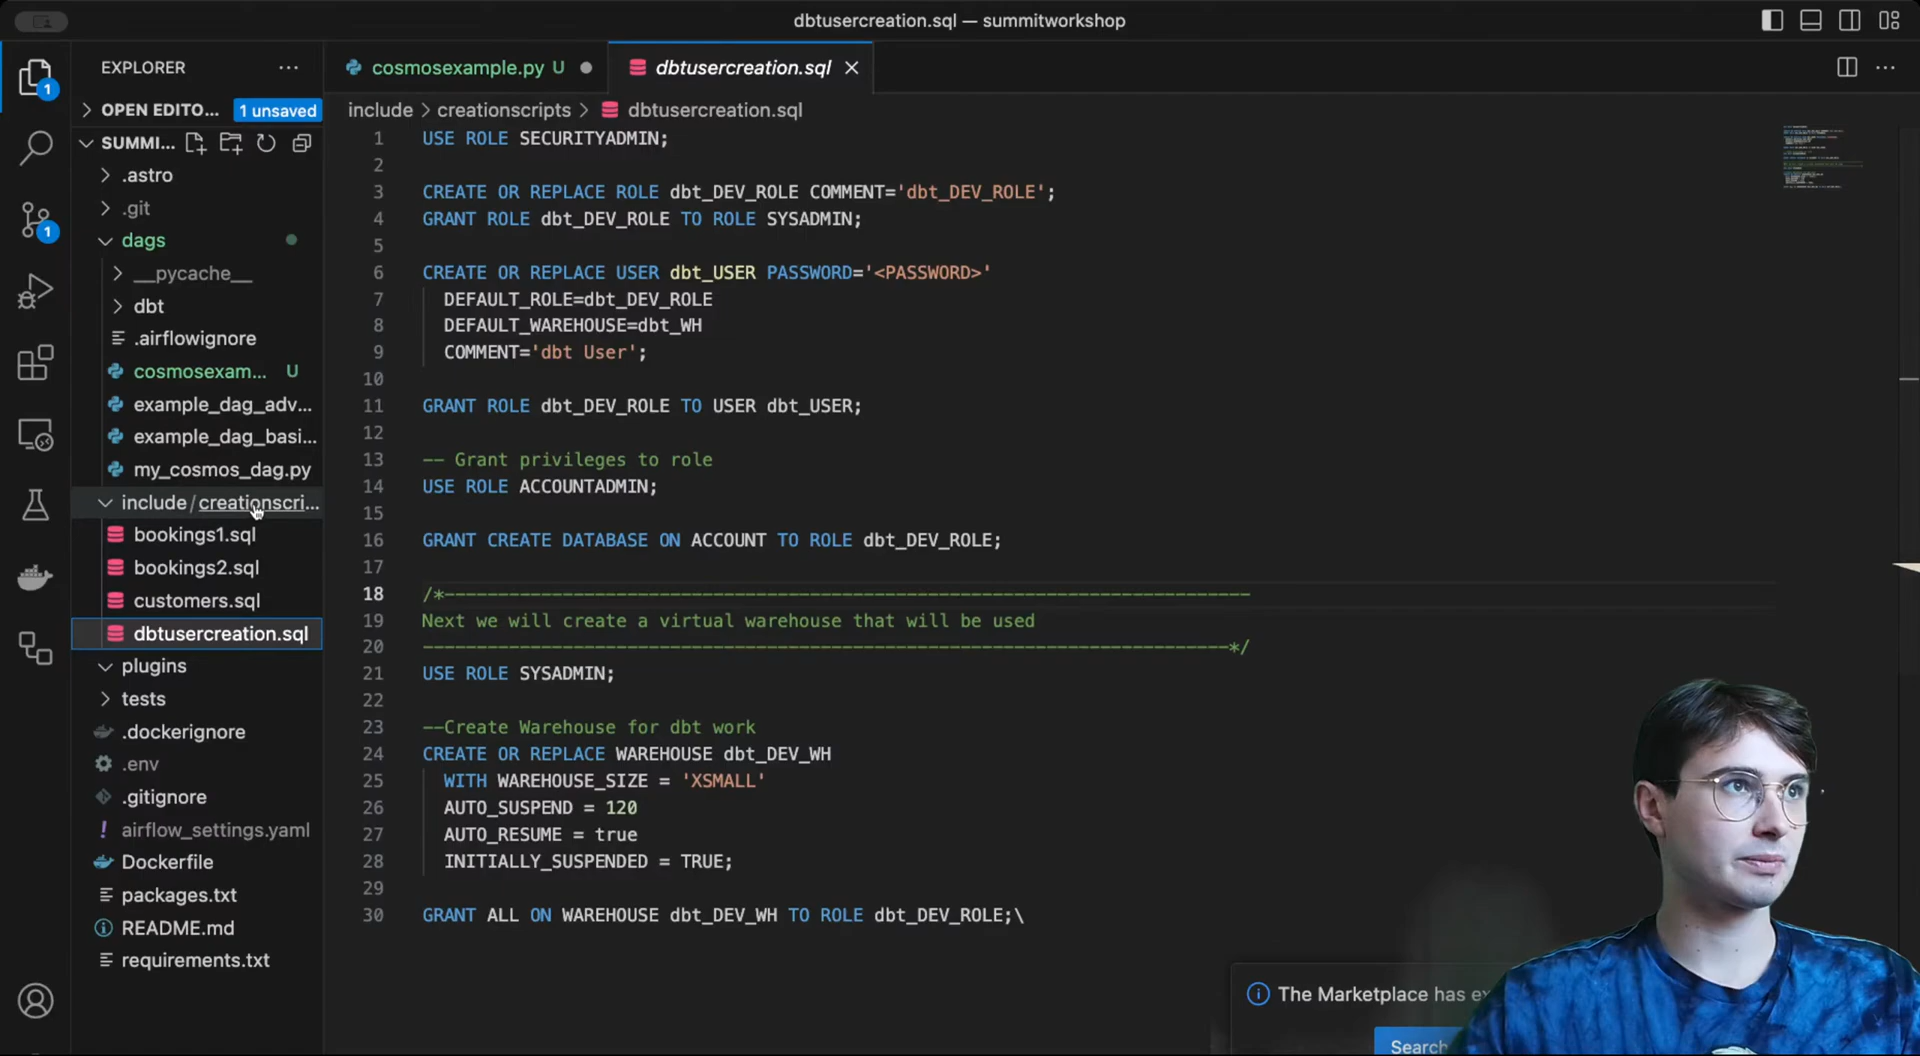 dbtusercreation.sql — summitworkshop
EXPLORER
cosmosexample.py U
dbtusercreation.sql
OPEN EDITO... 1 unsaved
include > creationscripts > dbtusercreation.sql
SUMMI...
1
1
.astro
.git
dags
__pycache__
dbt
.airflowignore
cosmosexam... U
example_dag_adv...
example_dag_basi...
my_cosmos_dag.py
include / creationscri...
bookings1.sql
bookings2.sql
customers.sql
dbtusercreation.sql
plugins
tests
.dockerignore
.env
.gitignore
airflow_settings.yaml
Dockerfile
packages.txt
README.md
requirements.txt
1 USE ROLE SECURITYADMIN;
2
3 CREATE OR REPLACE ROLE dbt_DEV_ROLE COMMENT='dbt_DEV_ROLE';
4 GRANT ROLE dbt_DEV_ROLE TO ROLE SYSADMIN;
5
6 CREATE OR REPLACE USER dbt_USER PASSWORD='<PASSWORD>'
7 DEFAULT_ROLE=dbt_DEV_ROLE
8 DEFAULT_WAREHOUSE=dbt_WH
9 COMMENT='dbt User';
10
11 GRANT ROLE dbt_DEV_ROLE TO USER dbt_USER;
12
13 -- Grant privileges to role
14 USE ROLE ACCOUNTADMIN;
15
16 GRANT CREATE DATABASE ON ACCOUNT TO ROLE dbt_DEV_ROLE;
17
18 /*---------------------------------------------------------------------------
19 Next we will create a virtual warehouse that will be used
20 ---------------------------------------------------------------------------*/
21 USE ROLE SYSADMIN;
22
23 --Create Warehouse for dbt work
24 CREATE OR REPLACE WAREHOUSE dbt_DEV_WH
25 WITH WAREHOUSE_SIZE = 'XSMALL'
26 AUTO_SUSPEND = 120
27 AUTO_RESUME = true
28 INITIALLY_SUSPENDED = TRUE;
29
30 GRANT ALL ON WAREHOUSE dbt_DEV_WH TO ROLE dbt_DEV_ROLE;\
The Marketplace has
Search